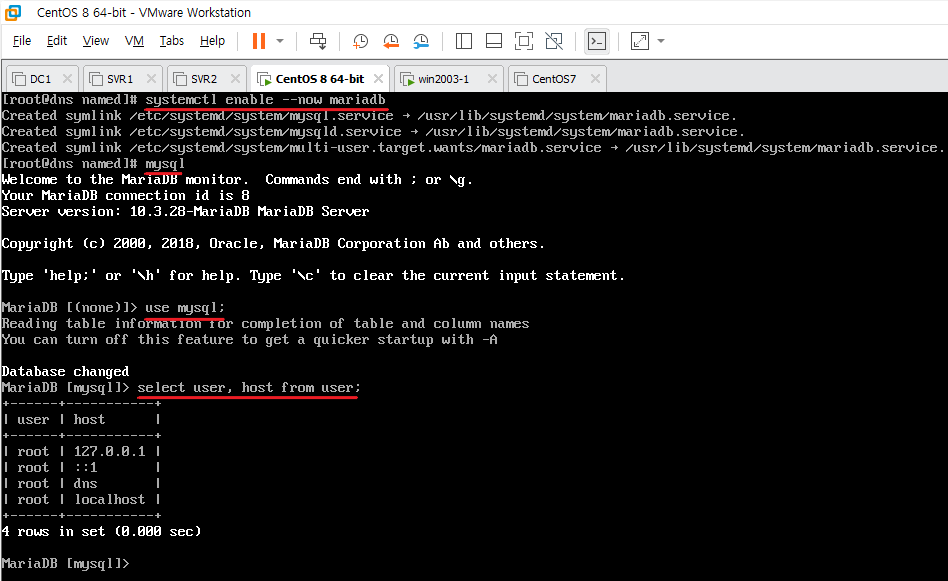 CentOS 8 64-bit - VMware Workstation
File Edit View VM Tabs Help
DC1 SVR1 SVR2 CentOS 8 64-bit win2003-1 CentOS7
[root@dns named]# systemctl enable --now mariadb
Created symlink /etc/systemd/system/mysql.service → /usr/lib/systemd/system/mariadb.service.
Created symlink /etc/systemd/system/mysqld.service → /usr/lib/systemd/system/mariadb.service.
Created symlink /etc/systemd/system/multi-user.target.wants/mariadb.service → /usr/lib/systemd/system/mariadb.service.
[root@dns named]# mysql
Welcome to the MariaDB monitor.  Commands end with ; or \g.
Your MariaDB connection id is 8
Server version: 10.3.28-MariaDB MariaDB Server
Copyright (c) 2000, 2018, Oracle, MariaDB Corporation Ab and others.
Type 'help;' or '\h' for help. Type '\c' to clear the current input statement.
MariaDB [(none)]> use mysql;
Reading table information for completion of table and column names
You can turn off this feature to get a quicker startup with -A
Database changed
MariaDB [mysql]> select user, host from user;
+------+-----------+
| user | host      |
+------+-----------+
| root | 127.0.0.1 |
| root | ::1       |
| root | dns       |
| root | localhost |
+------+-----------+
4 rows in set (0.000 sec)
MariaDB [mysql]>